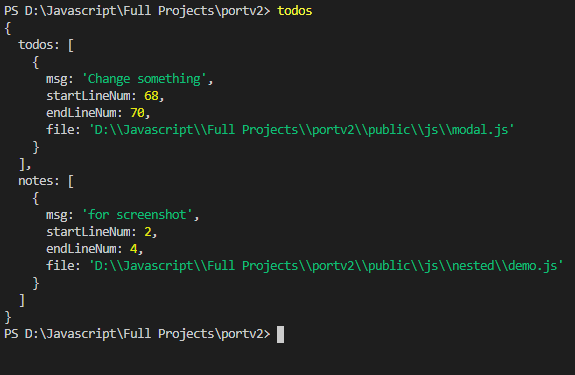 PS D:\Javascript\Full Projects\portv2> todos
{
  todos: [
    {
      msg: 'Change something',
      startLineNum: 68,
      endLineNum: 70,
      file: 'D:\\Javascript\\Full Projects\\portv2\\public\\js\\modal.js'
    }
  ],
  notes: [
    {
      msg: 'for screenshot',
      startLineNum: 2,
      endLineNum: 4,
      file: 'D:\\Javascript\\Full Projects\\portv2\\public\\js\\nested\\demo.js'
    }
  ]
}
PS D:\Javascript\Full Projects\portv2>